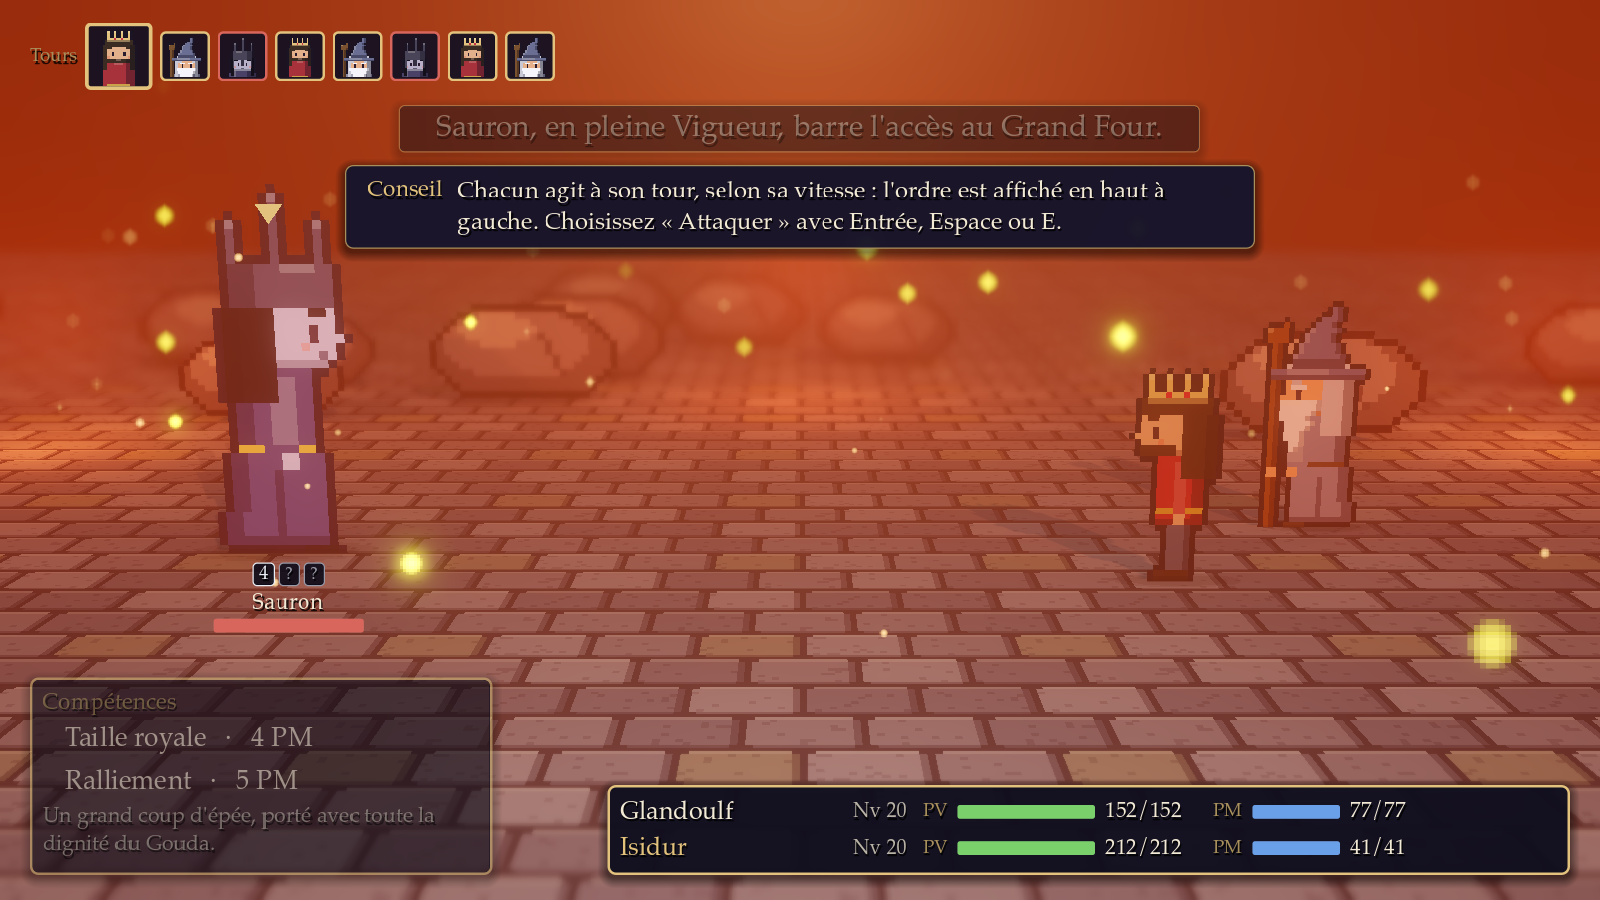 Tours
Sauron, en pleine Vigueur, barre l'accès au Grand Four.
Conseil Chacun agit à son tour, selon sa vitesse : l'ordre est affiché en haut à
gauche. Choisissez « Attaquer » avec Entrée, Espace ou E.
4 ? ?
Sauron
Compétences
Taille royale · 4 PM
Ralliement · 5 PM
Un grand coup d'épée, porté avec toute la
dignité du Gouda.
Glandoulf Nv 20 PV 152/152 PM 77/77
Isidur Nv 20 PV 212/212 PM 41/41